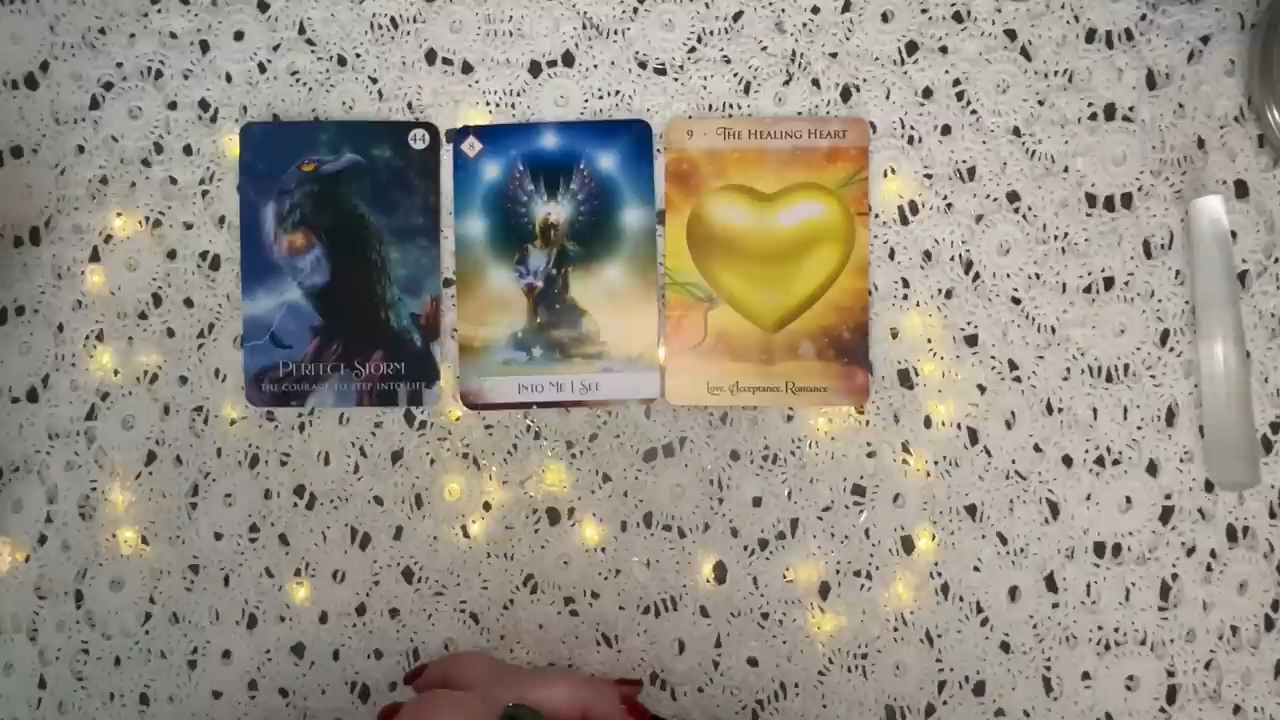 44
PERFECT STORM
THE COURAGE TO STEP INTO LIFE
8
INTO ME I SEE
9 · THE HEALING HEART
Love, Acceptance, Romance